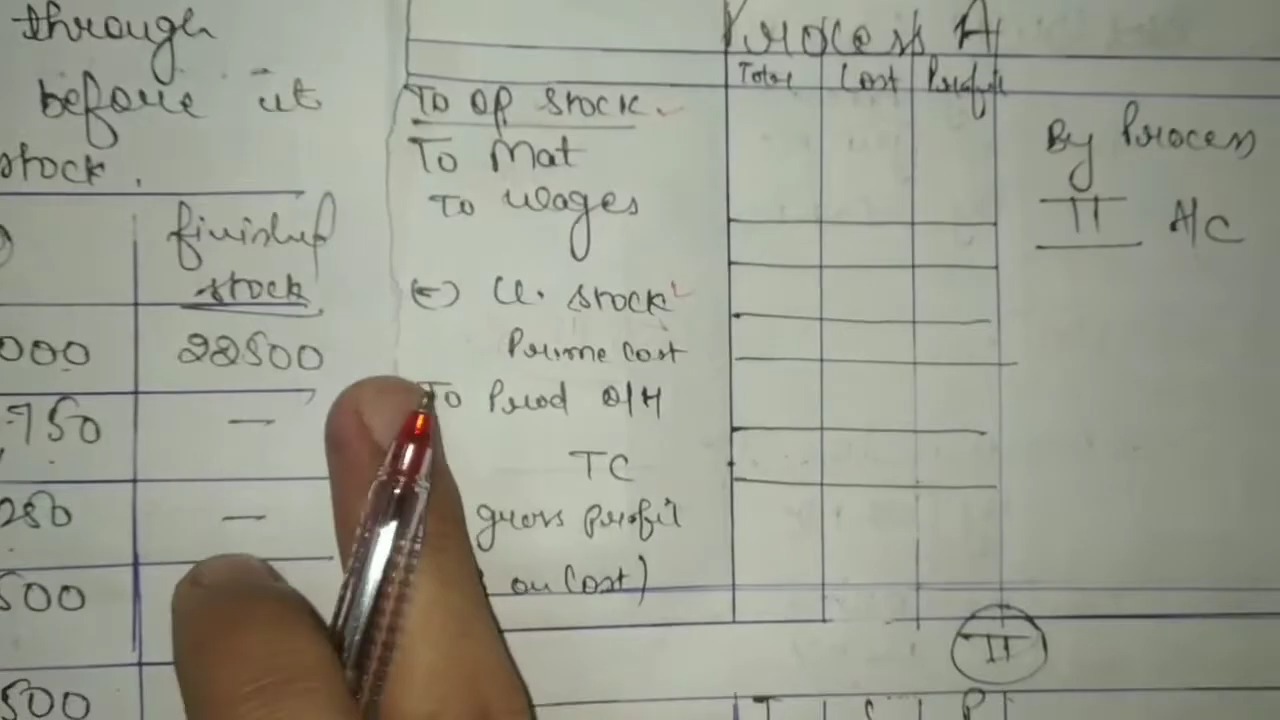 through
before it
stock.
finished
stock
000
22500
,750
—
250
—
500
500
Process A
Total Cost Profit
To Op Stock
To Mat
To Wages
(-) Cl. Stock
Prime Cost
To Prod O/H
TC
gross profit
on Cost)
By Process
II A/C
II
T C P